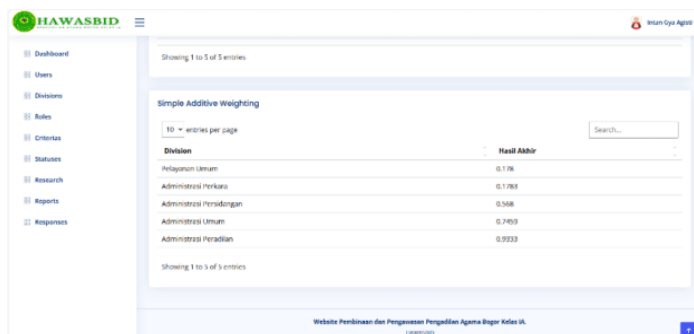 HAWASBID
Intan Gya Agisti
Dashboard
Users
Divisions
Roles
Criterias
Statuses
Research
Reports
Responses
Showing 1 to 5 of 5 entries
Simple Additive Weighting
10 entries per page
Search...
Division Hasil Akhir
Pelayanan Umum 0.178
Administrasi Perkara 0.1783
Administrasi Persidangan 0.568
Administrasi Umum 0.7459
Administrasi Peradilan 0.9333
Showing 1 to 5 of 5 entries
Website Pembinaan dan Pengawasan Pengadilan Agama Bogor Kelas IA.